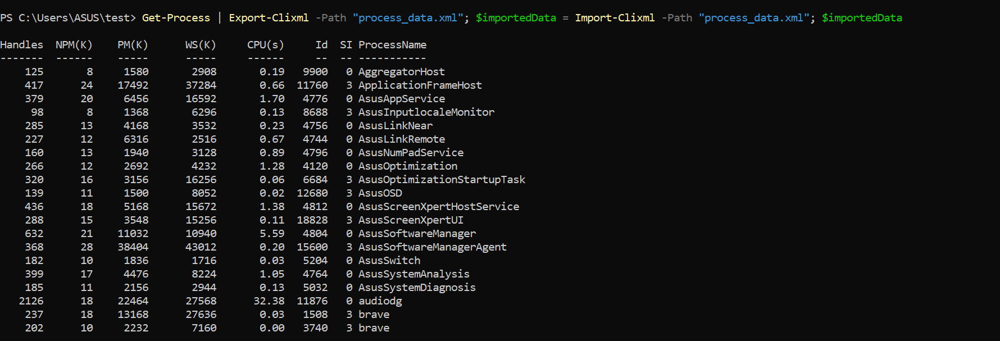 PS C:\Users\ASUS\test> Get-Process | Export-Clixml -Path "process_data.xml"; $importedData = Import-Clixml -Path "process_data.xml"; $importedData
Handles  NPM(K)    PM(K)      WS(K)     CPU(s)     Id  SI ProcessName
-------  ------    -----      -----     ------     --  -- -----------
    125       8     1580       2908       0.19   9900   0 AggregatorHost
    417      24    17492      37284       0.66  11760   3 ApplicationFrameHost
    379      20     6456      16592       1.70   4776   0 AsusAppService
     98       8     1368       6296       0.13   8688   3 AsusInputlocaleMonitor
    285      13     4168       3532       0.23   4756   0 AsusLinkNear
    227      12     6316       2516       0.67   4744   0 AsusLinkRemote
    160      13     1940       3128       0.89   4796   0 AsusNumPadService
    266      12     2692       4232       1.28   4120   0 AsusOptimization
    320      16     3156      16256       0.06   6684   3 AsusOptimizationStartupTask
    139      11     1500       8052       0.02  12680   3 AsusOSD
    436      18     5168      15672       1.38   4812   0 AsusScreenXpertHostService
    288      15     3548      15256       0.11  18828   3 AsusScreenXpertUI
    632      21    11032      10940       5.59   4804   0 AsusSoftwareManager
    368      28    38404      43012       0.20  15600   3 AsusSoftwareManagerAgent
    182      10     1836       1716       0.03   5204   0 AsusSwitch
    399      17     4476       8224       1.05   4764   0 AsusSystemAnalysis
    185      11     2156       2944       0.13   5032   0 AsusSystemDiagnosis
   2126      18    22464      27568      32.38  11876   0 audiodg
    237      18    13168      27636       0.03   1508   3 brave
    202      10     2232       7160       0.00   3740   3 brave